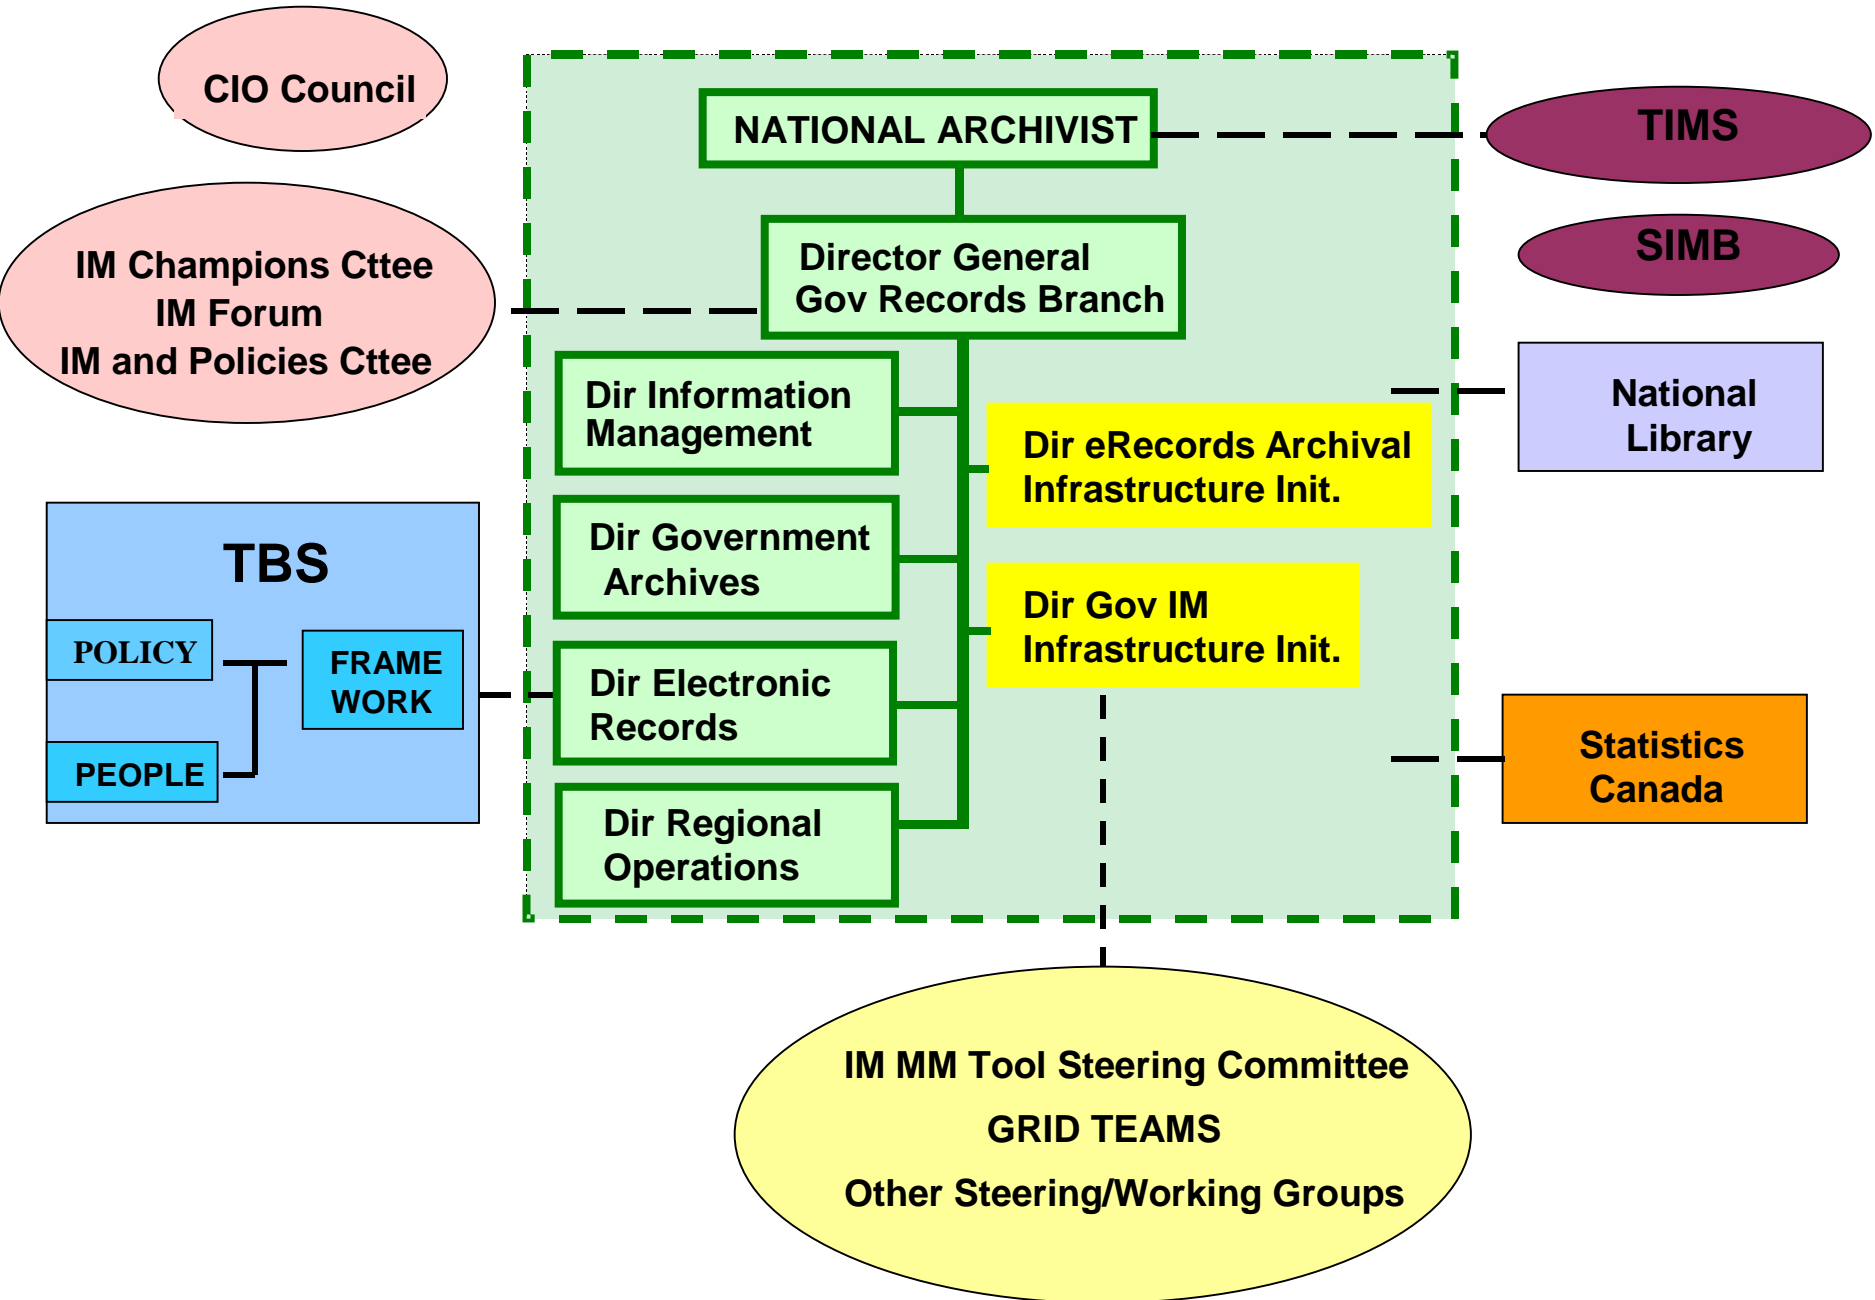 CIO Council
NATIONAL ARCHIVIST
TIMS
IM Champions Cttee
IM Forum
IM and Policies Cttee
Director General
Gov Records Branch
SIMB
Dir Information
Management
Dir eRecords Archival
Infrastructure Init.
National
Library
TBS
POLICY
PEOPLE
FRAME
WORK
Dir Government
Archives
Dir Gov IM
Infrastructure Init.
Dir Electronic
Records
Statistics
Canada
Dir Regional
Operations
IM MM Tool Steering Committee
GRID TEAMS
Other Steering/Working Groups